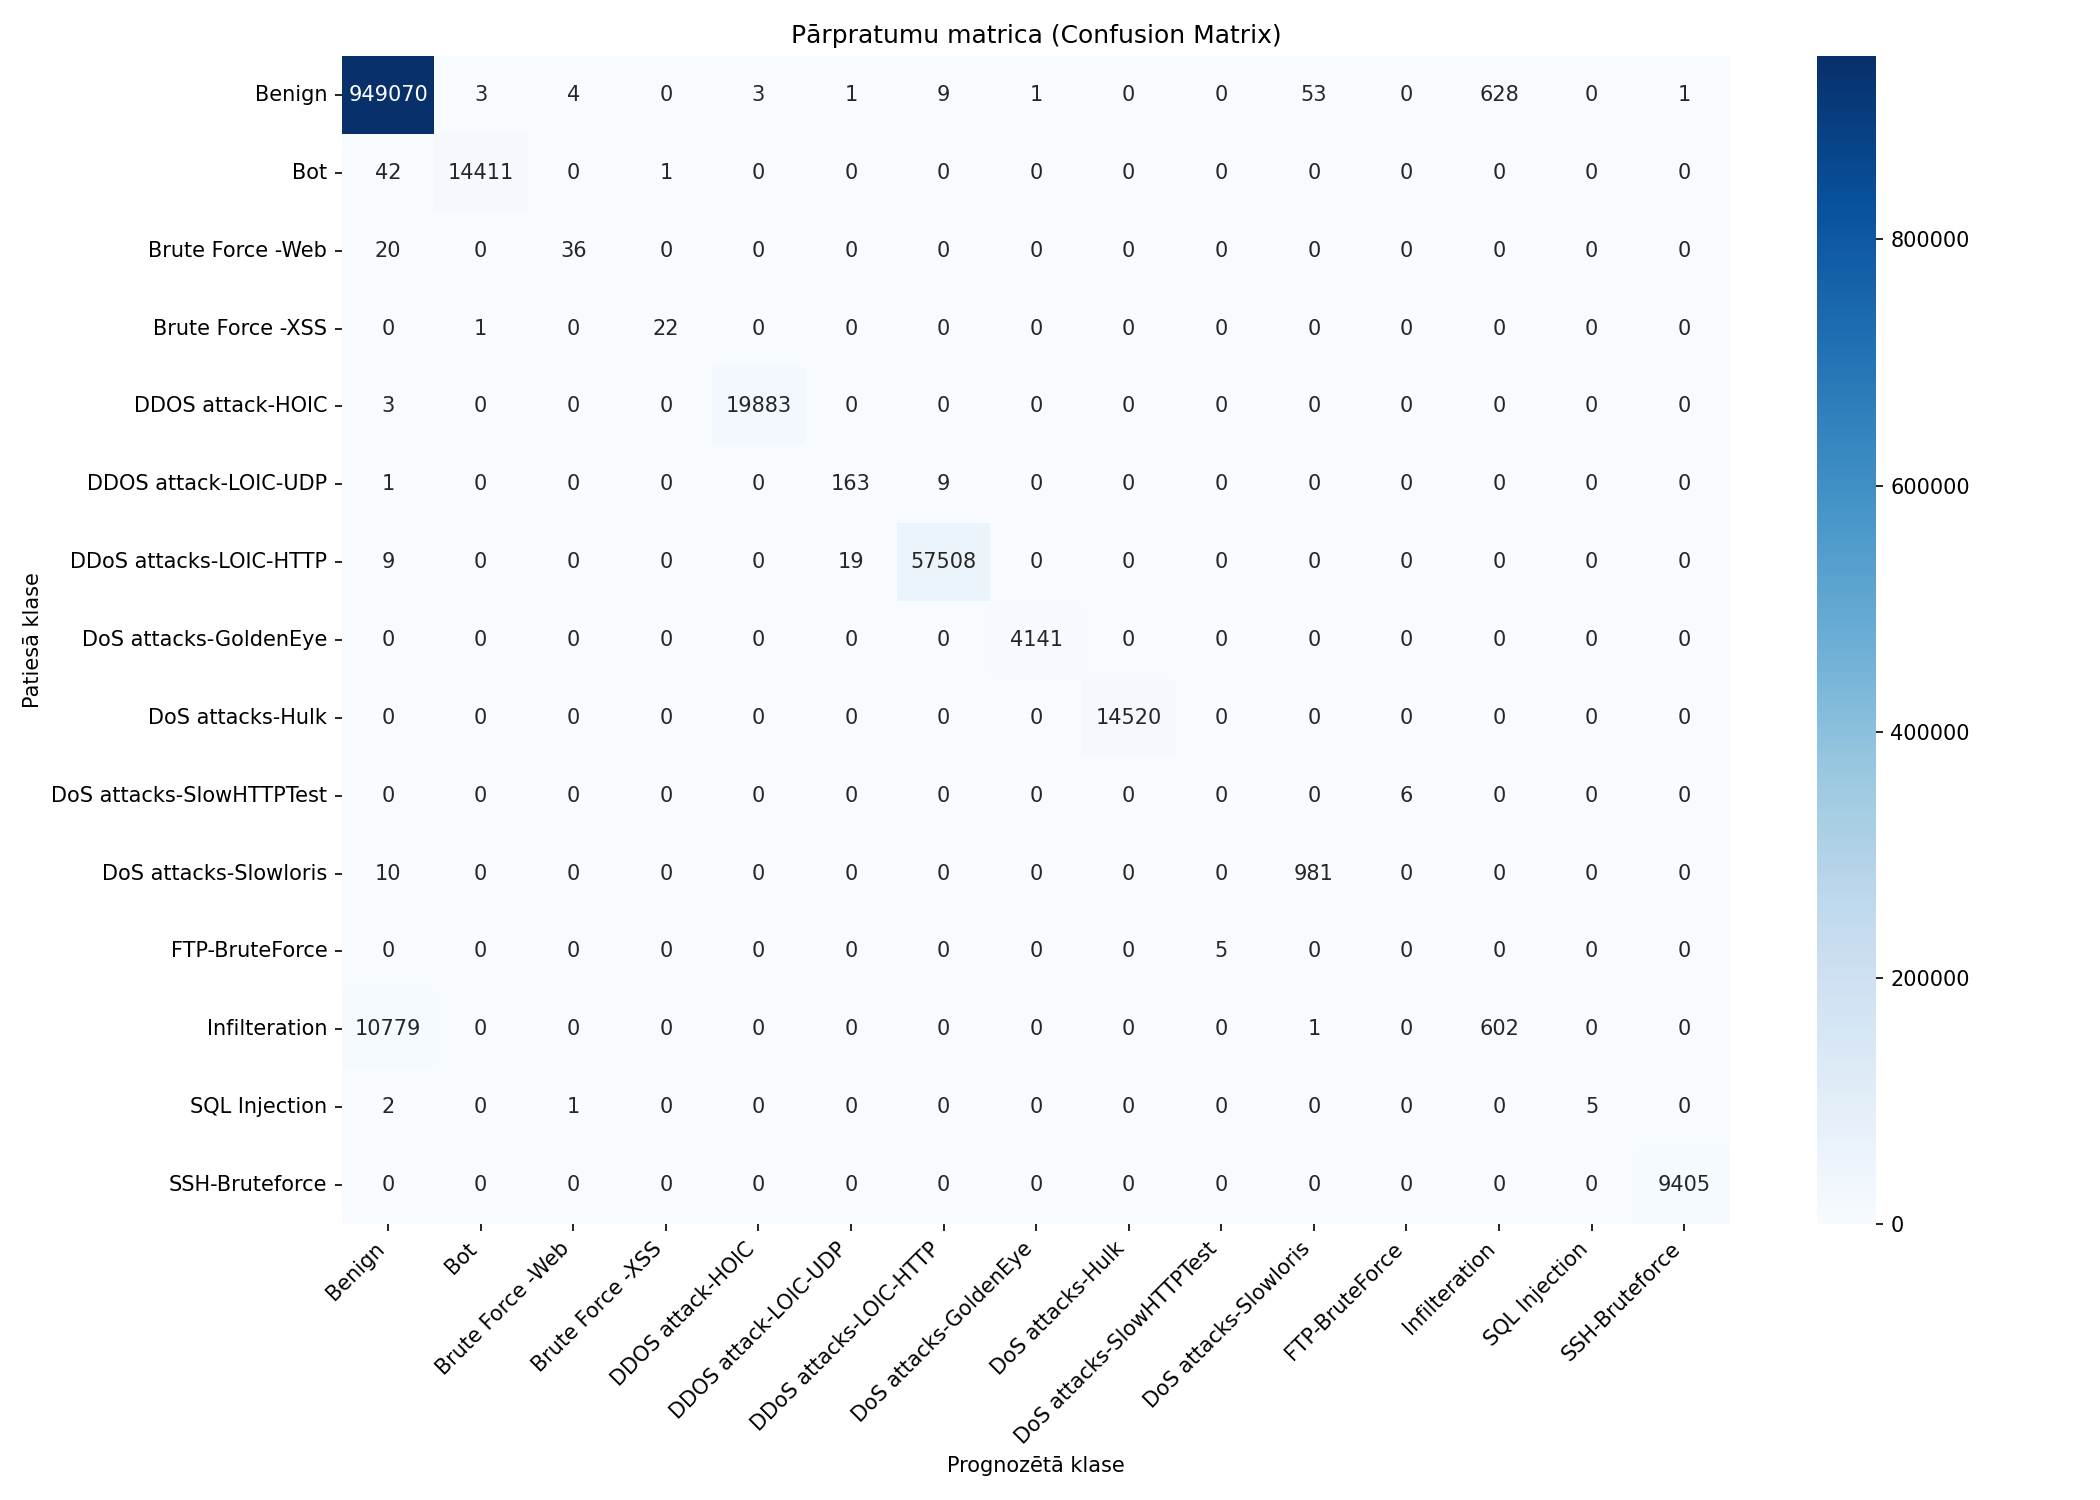 Pārpratumu matrica (Confusion Matrix)
Patiesā klase
Benign 949070 3 4 0 3 1 9 1 0 0 53 0 628 0 1
Bot 42 14411 0 1 0 0 0 0 0 0 0 0 0 0 0
Brute Force -Web 20 0 36 0 0 0 0 0 0 0 0 0 0 0 0
Brute Force -XSS 0 1 0 22 0 0 0 0 0 0 0 0 0 0 0
DDOS attack-HOIC 3 0 0 0 19883 0 0 0 0 0 0 0 0 0 0
DDOS attack-LOIC-UDP 1 0 0 0 0 163 9 0 0 0 0 0 0 0 0
DDoS attacks-LOIC-HTTP 9 0 0 0 0 19 57508 0 0 0 0 0 0 0 0
DoS attacks-GoldenEye 0 0 0 0 0 0 0 4141 0 0 0 0 0 0 0
DoS attacks-Hulk 0 0 0 0 0 0 0 0 14520 0 0 0 0 0 0
DoS attacks-SlowHTTPTest 0 0 0 0 0 0 0 0 0 0 0 6 0 0 0
DoS attacks-Slowloris 10 0 0 0 0 0 0 0 0 0 981 0 0 0 0
FTP-BruteForce 0 0 0 0 0 0 0 0 0 5 0 0 0 0 0
Infilteration 10779 0 0 0 0 0 0 0 0 0 1 0 602 0 0
SQL Injection 2 0 1 0 0 0 0 0 0 0 0 0 0 5 0
SSH-Bruteforce 0 0 0 0 0 0 0 0 0 0 0 0 0 0 9405
Benign
Bot
Brute Force -Web
Brute Force -XSS
DDOS attack-HOIC
DDOS attack-LOIC-UDP
DDoS attacks-LOIC-HTTP
DoS attacks-GoldenEye
DoS attacks-Hulk
DoS attacks-SlowHTTPTest
DoS attacks-Slowloris
FTP-BruteForce
Infilteration
SQL Injection
SSH-Bruteforce
Prognozētā klase
800000
600000
400000
200000
0